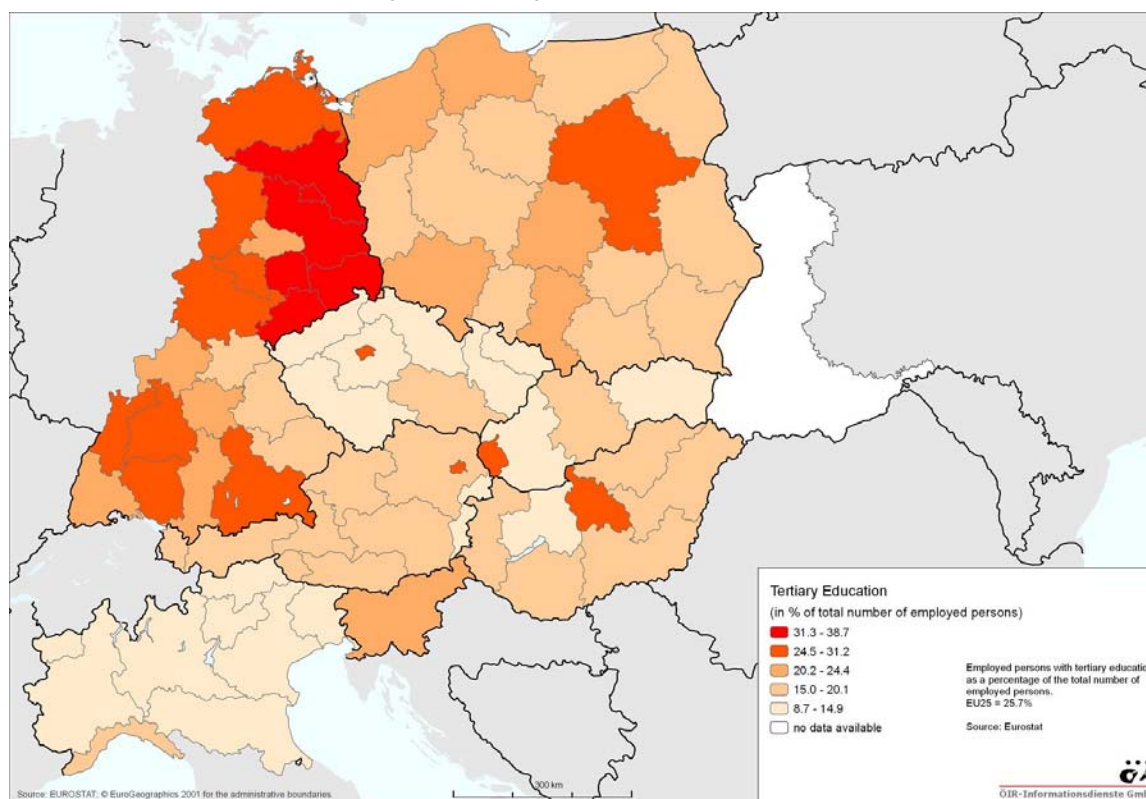 Tertiary Education
(in % of total number of employed persons)
31.3 - 38.7
24.5 - 31.2
20.2 - 24.4
15.0 - 20.1
8.7 - 14.9
no data available
Employed persons with tertiary educatio
as a percentage of the total number of
employed persons.
EU25 = 25.7%
Source: Eurostat
300 km
Source: EUROSTAT; © EuroGeographics 2001 for the administrative boundaries.
ÖIR-Informationsdienste Gm